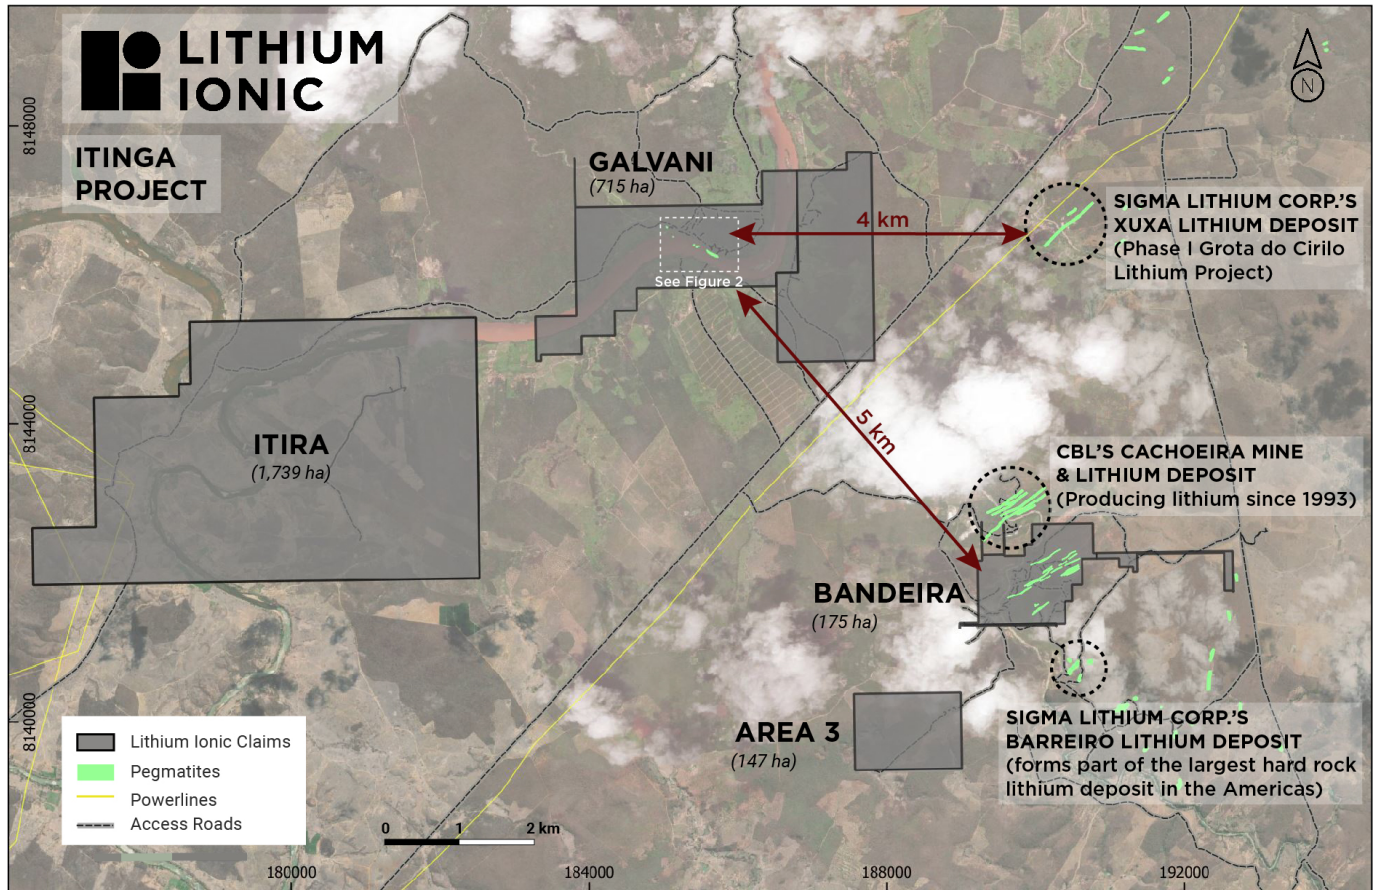 LITHIUM
IONIC
ITINGA
PROJECT
N
8148000
8144000
8140000
GALVANI
(715 ha)
See Figure 2
4 km
5 km
SIGMA LITHIUM CORP.'S
XUXA LITHIUM DEPOSIT
(Phase I Grota do Cirilo
Lithium Project)
ITIRA
(1,739 ha)
CBL'S CACHOEIRA MINE
& LITHIUM DEPOSIT
(Producing lithium since 1993)
BANDEIRA
(175 ha)
AREA 3
(147 ha)
SIGMA LITHIUM CORP.'S
BARREIRO LITHIUM DEPOSIT
(forms part of the largest hard rock
lithium deposit in the Americas)
Lithium Ionic Claims
Pegmatites
Powerlines
Access Roads
0 1 2 km
180000 184000 188000 192000